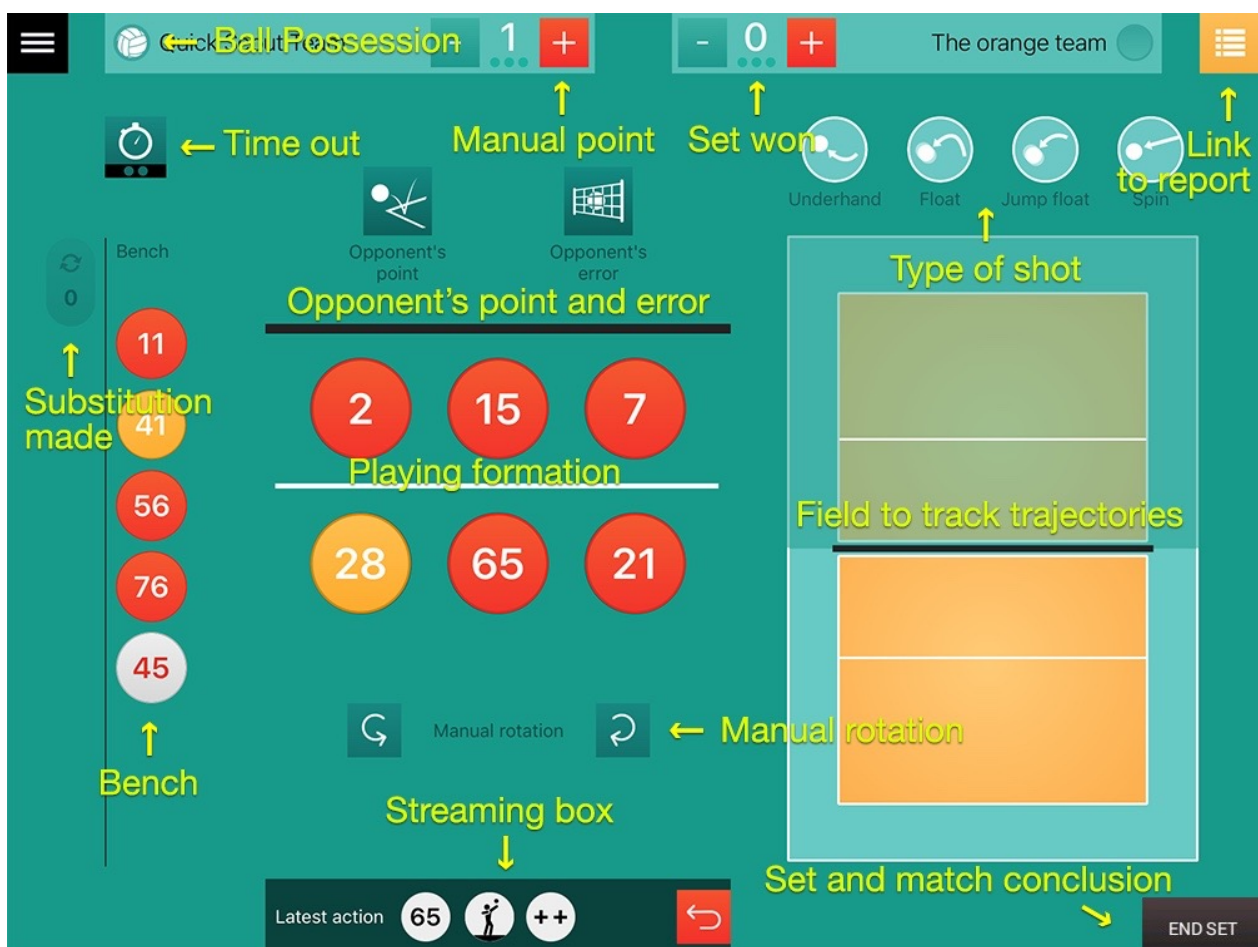 Quick Scout Team
← Ball Possession
- 1 +
- 0 +
The orange team
← Time out
Manual point
Set won
Link
to report
Underhand
Float
Jump float
Spin
Type of shot
Opponent's
point
Opponent's
error
Opponent's point and error
Bench
0
Substitution
made
11
41
56
76
45
Bench
2 15 7
Playing formation
28 65 21
Field to track trajectories
Manual rotation
← Manual rotation
Streaming box
Latest action 65 ++
Set and match conclusion
END SET